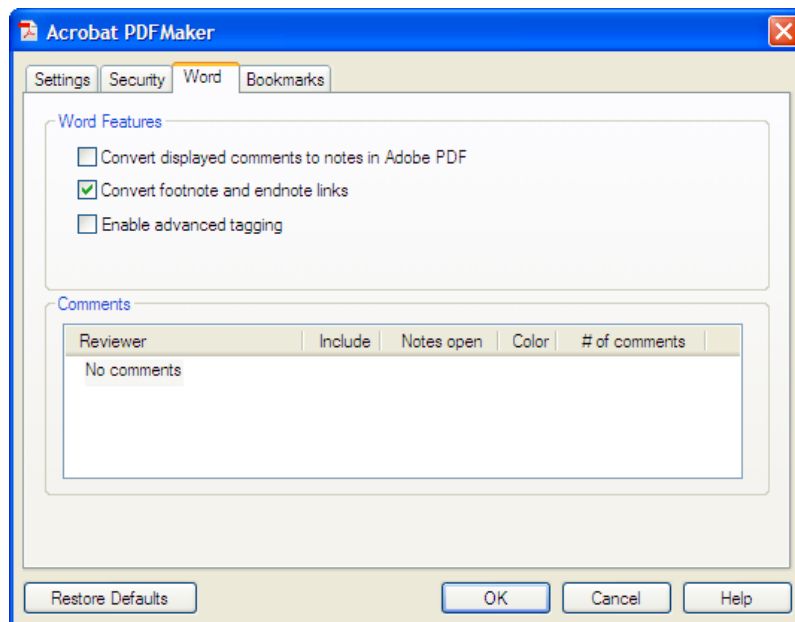 Acrobat PDFMaker
Settings Security Word Bookmarks
Word Features
Convert displayed comments to notes in Adobe PDF
Convert footnote and endnote links
Enable advanced tagging
Comments
Reviewer Include Notes open Color # of comments
No comments
Restore Defaults OK Cancel Help